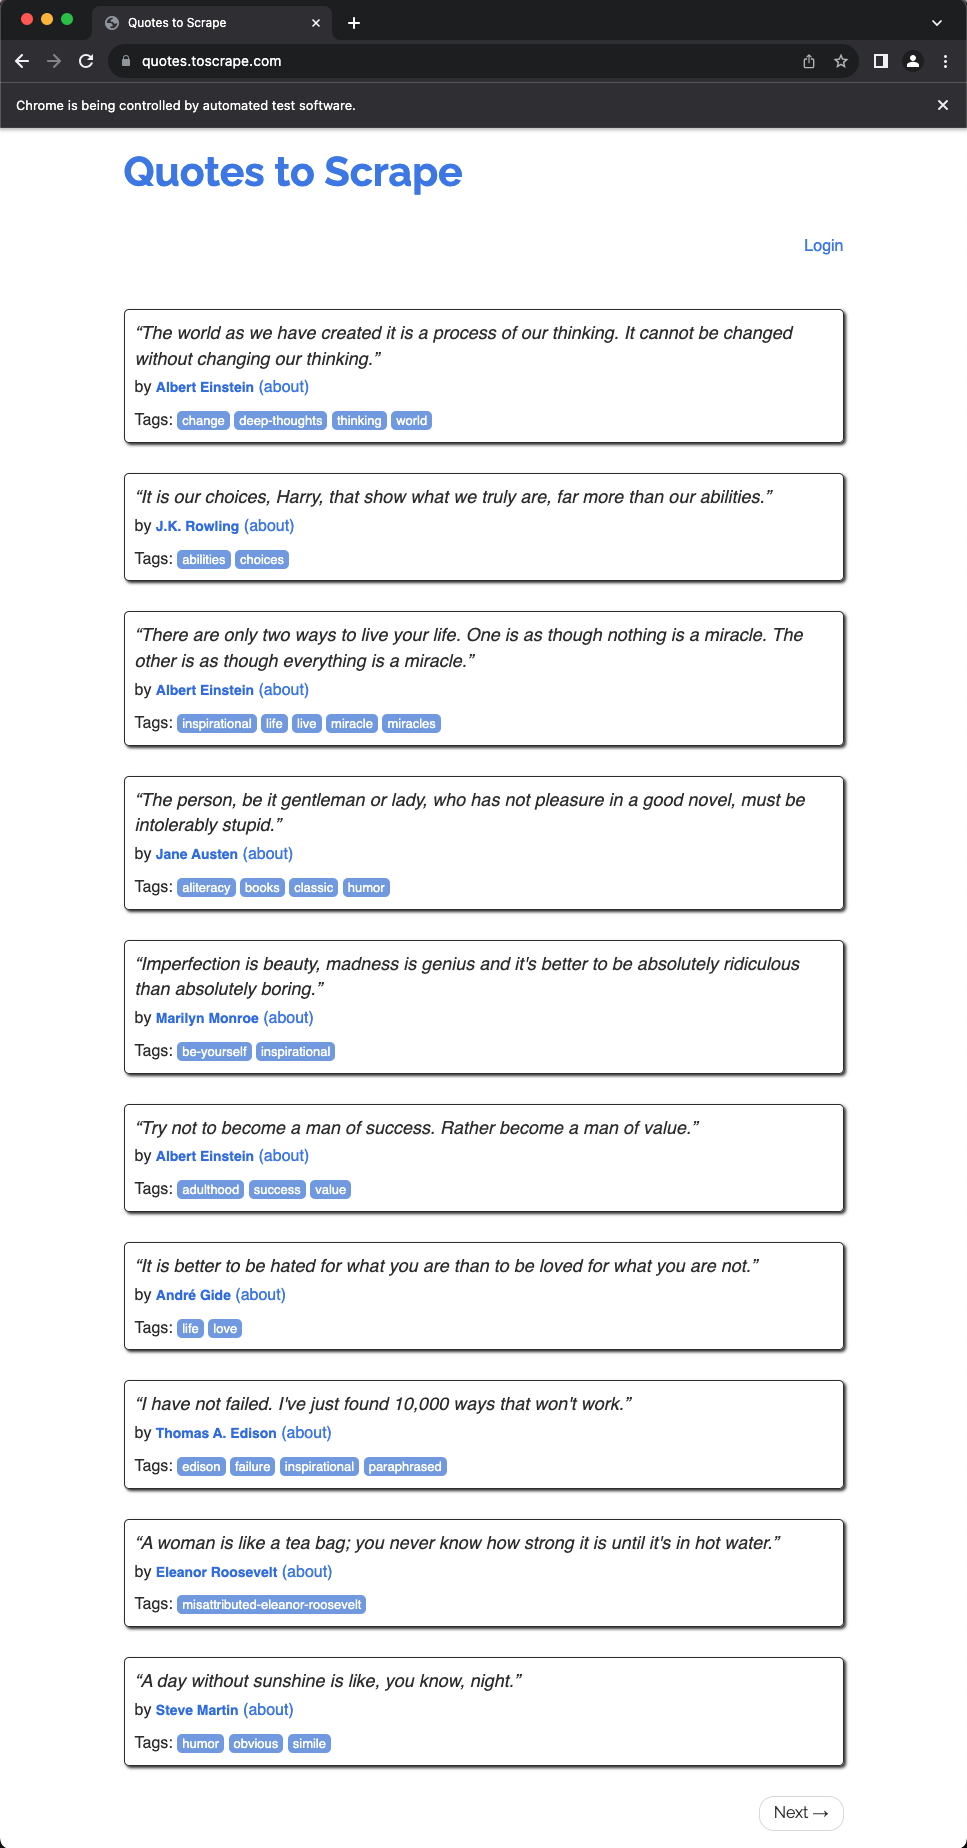 Quotes to Scrape
quotes.toscrape.com
Chrome is being controlled by automated test software.
Quotes to Scrape
Login
“The world as we have created it is a process of our thinking. It cannot be changed
without changing our thinking.”
by Albert Einstein (about)
Tags: change deep-thoughts thinking world
“It is our choices, Harry, that show what we truly are, far more than our abilities.”
by J.K. Rowling (about)
Tags: abilities choices
“There are only two ways to live your life. One is as though nothing is a miracle. The
other is as though everything is a miracle.”
by Albert Einstein (about)
Tags: inspirational life live miracle miracles
“The person, be it gentleman or lady, who has not pleasure in a good novel, must be
intolerably stupid.”
by Jane Austen (about)
Tags: aliteracy books classic humor
“Imperfection is beauty, madness is genius and it's better to be absolutely ridiculous
than absolutely boring.”
by Marilyn Monroe (about)
Tags: be-yourself inspirational
“Try not to become a man of success. Rather become a man of value.”
by Albert Einstein (about)
Tags: adulthood success value
“It is better to be hated for what you are than to be loved for what you are not.”
by André Gide (about)
Tags: life love
“I have not failed. I've just found 10,000 ways that won't work.”
by Thomas A. Edison (about)
Tags: edison failure inspirational paraphrased
“A woman is like a tea bag; you never know how strong it is until it's in hot water.”
by Eleanor Roosevelt (about)
Tags: misattributed-eleanor-roosevelt
“A day without sunshine is like, you know, night.”
by Steve Martin (about)
Tags: humor obvious simile
Next →